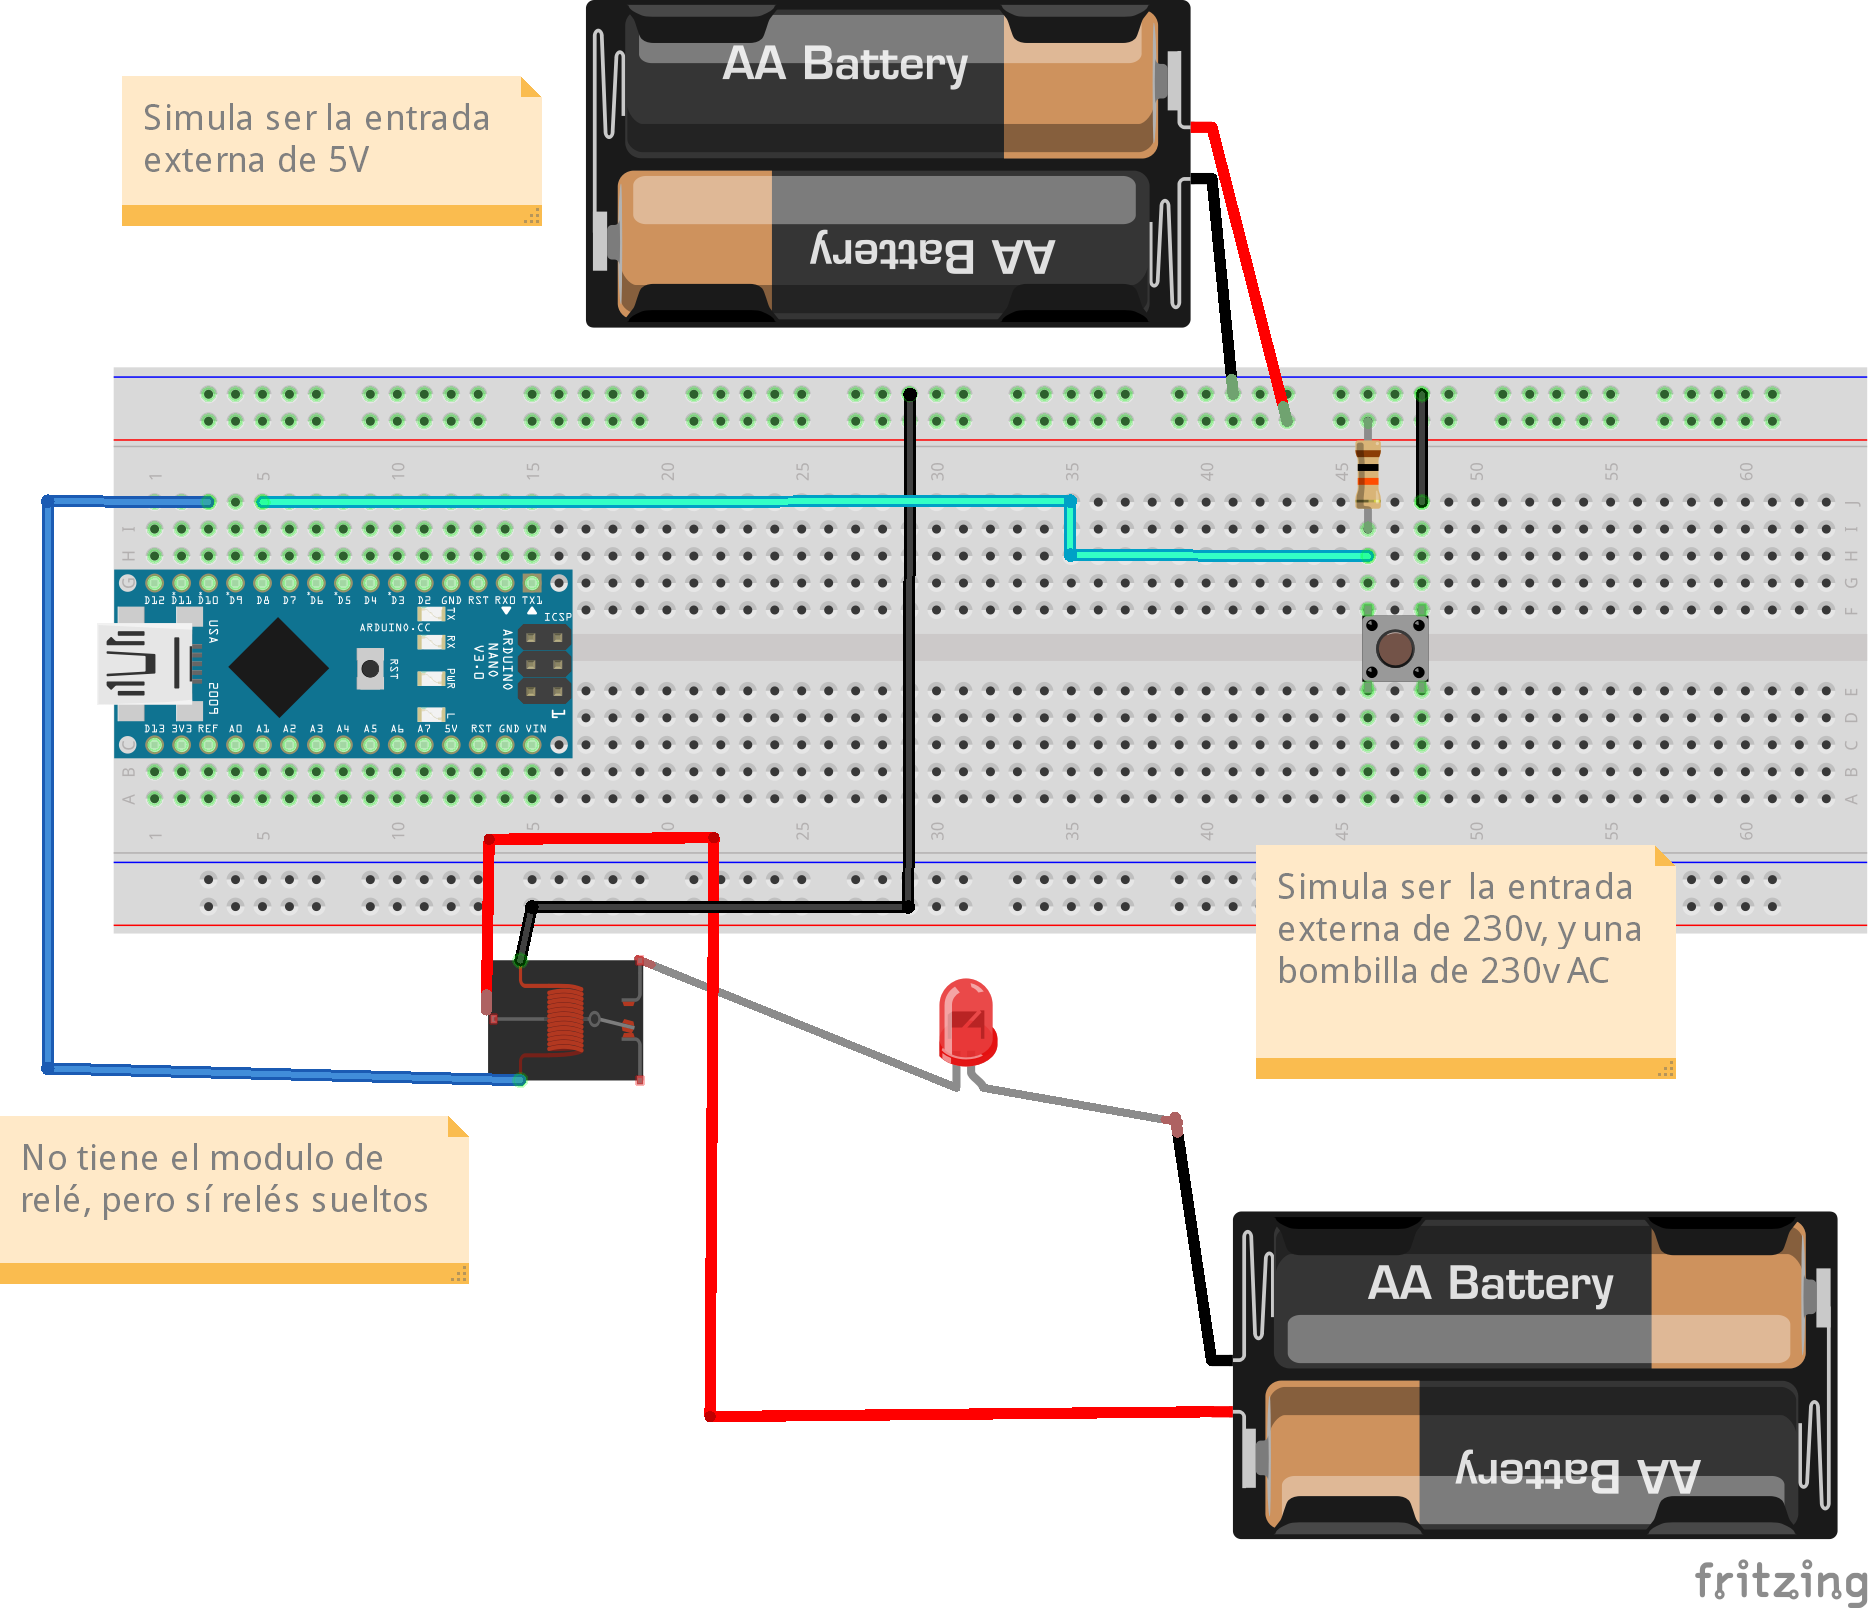 AA Battery
Simula ser la entrada
externa de 5V
AA Battery
1 5 10 15 20 25 30 35 40 45 50 55 60
J
I I
H H
G G
D12 D11 D10 D9 D8 D7 D6 D5 D4 D3 D2 GND RST RX0 TX1
F
ICSP
USA
ARDUINO.CC
TX
RX
RST
PWR
L
ARDUINO
NANO
V3.0
2009
1
E
D
D13 3V3 REF A0 A1 A2 A3 A4 A5 A6 A7 5V RST GND VIN
C C
B B
A A
1 5 10 15 20 25 30 35 40 45 50 55 60
Simula ser la entrada
externa de 230v, y una
bombilla de 230v AC
No tiene el modulo de
relé, pero sí relés sueltos
AA Battery
AA Battery
fritzing